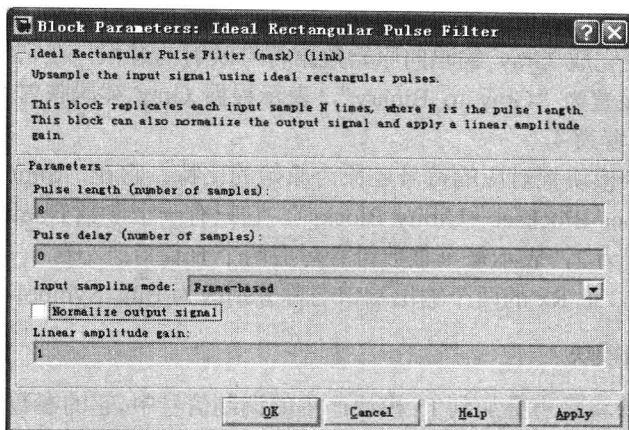 Block Parameters: Ideal Rectangular Pulse Filter
Ideal Rectangular Pulse Filter (mask) (link)
Upsample the input signal using ideal rectangular pulses.
This block replicates each input sample N times, where N is the pulse length.
This block can also normalize the output signal and apply a linear amplitude
gain.
Parameters
Pulse length (number of samples):
8
Pulse delay (number of samples):
0
Input sampling mode: Frame-based
Normalize output signal
Linear amplitude gain:
1
OK Cancel Help Apply